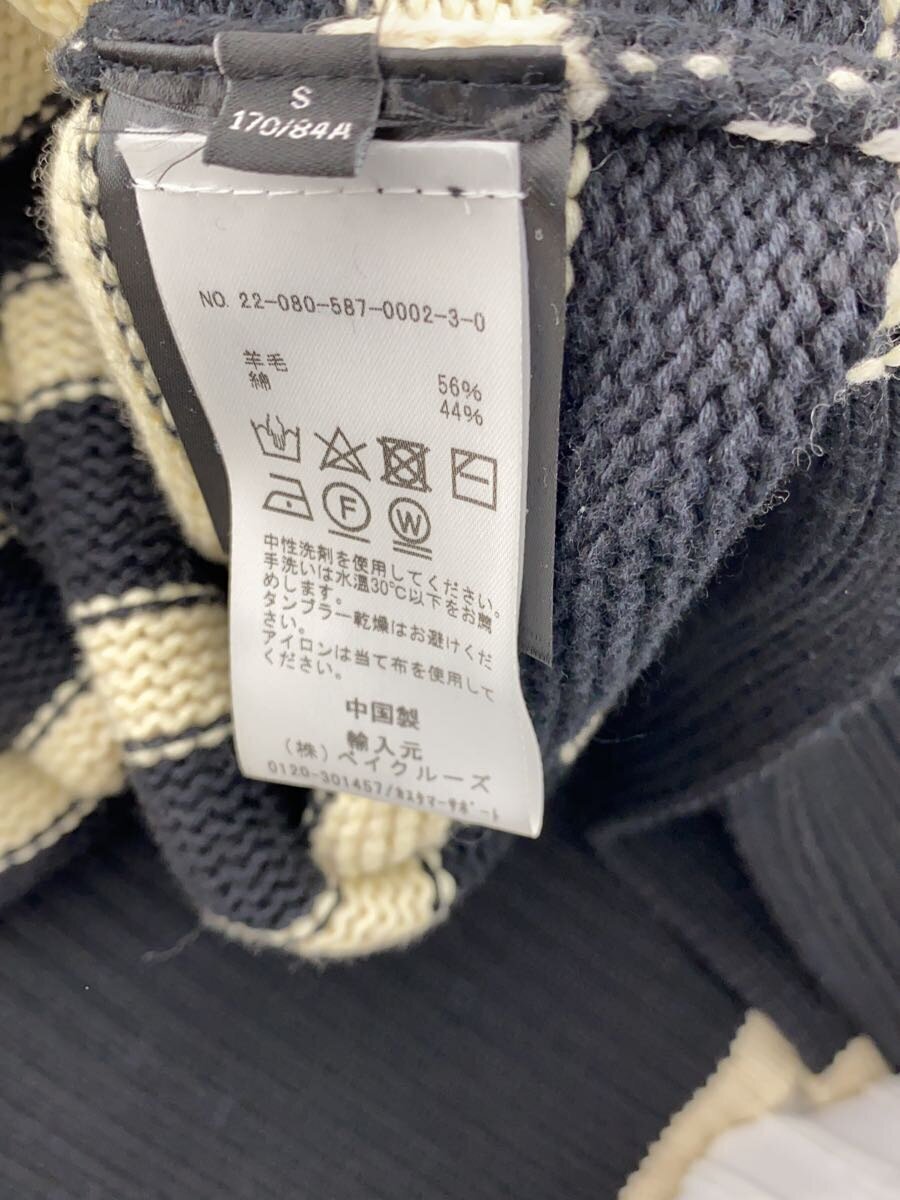 S
170/84A
NO. 22-080-587-0002-3-0
羊毛 56%
綿 44%
F W
中性洗剤を使用してください。
手洗いは水温30℃以下をお薦
めします。
タンブラー乾燥はお避けくだ
さい。
アイロンは当て布を使用して
ください。
中国製
輸入元
(株)ベイクルーズ
0120-301457/ｶｽﾀﾏｰｻﾎﾟｰﾄ